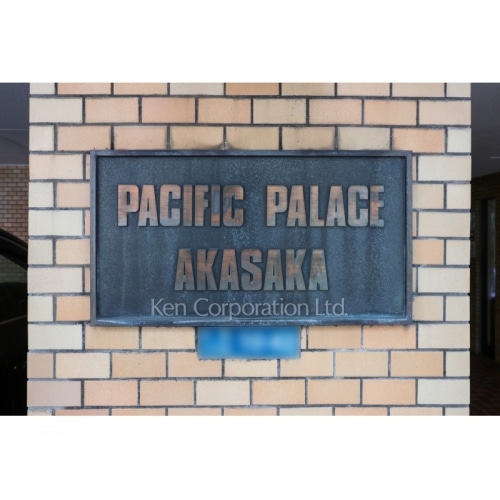 PACIFIC PALACE
AKASAKA
Ken Corporation Ltd.